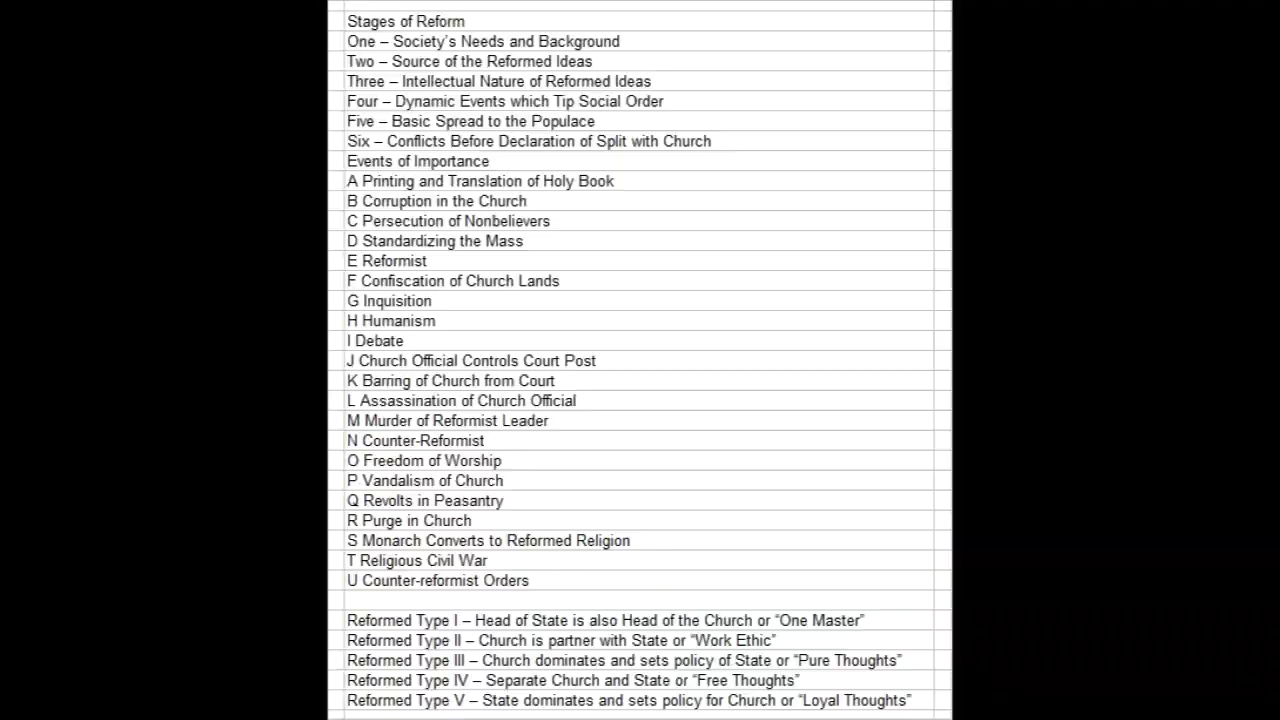 Stages of Reform
One – Society's Needs and Background
Two – Source of the Reformed Ideas
Three – Intellectual Nature of Reformed Ideas
Four – Dynamic Events which Tip Social Order
Five – Basic Spread to the Populace
Six – Conflicts Before Declaration of Split with Church
Events of Importance
A Printing and Translation of Holy Book
B Corruption in the Church
C Persecution of Nonbelievers
D Standardizing the Mass
E Reformist
F Confiscation of Church Lands
G Inquisition
H Humanism
I Debate
J Church Official Controls Court Post
K Barring of Church from Court
L Assassination of Church Official
M Murder of Reformist Leader
N Counter-Reformist
O Freedom of Worship
P Vandalism of Church
Q Revolts in Peasantry
R Purge in Church
S Monarch Converts to Reformed Religion
T Religious Civil War
U Counter-reformist Orders
Reformed Type I – Head of State is also Head of the Church or “One Master”
Reformed Type II – Church is partner with State or “Work Ethic”
Reformed Type III – Church dominates and sets policy of State or “Pure Thoughts”
Reformed Type IV – Separate Church and State or “Free Thoughts”
Reformed Type V – State dominates and sets policy for Church or “Loyal Thoughts”